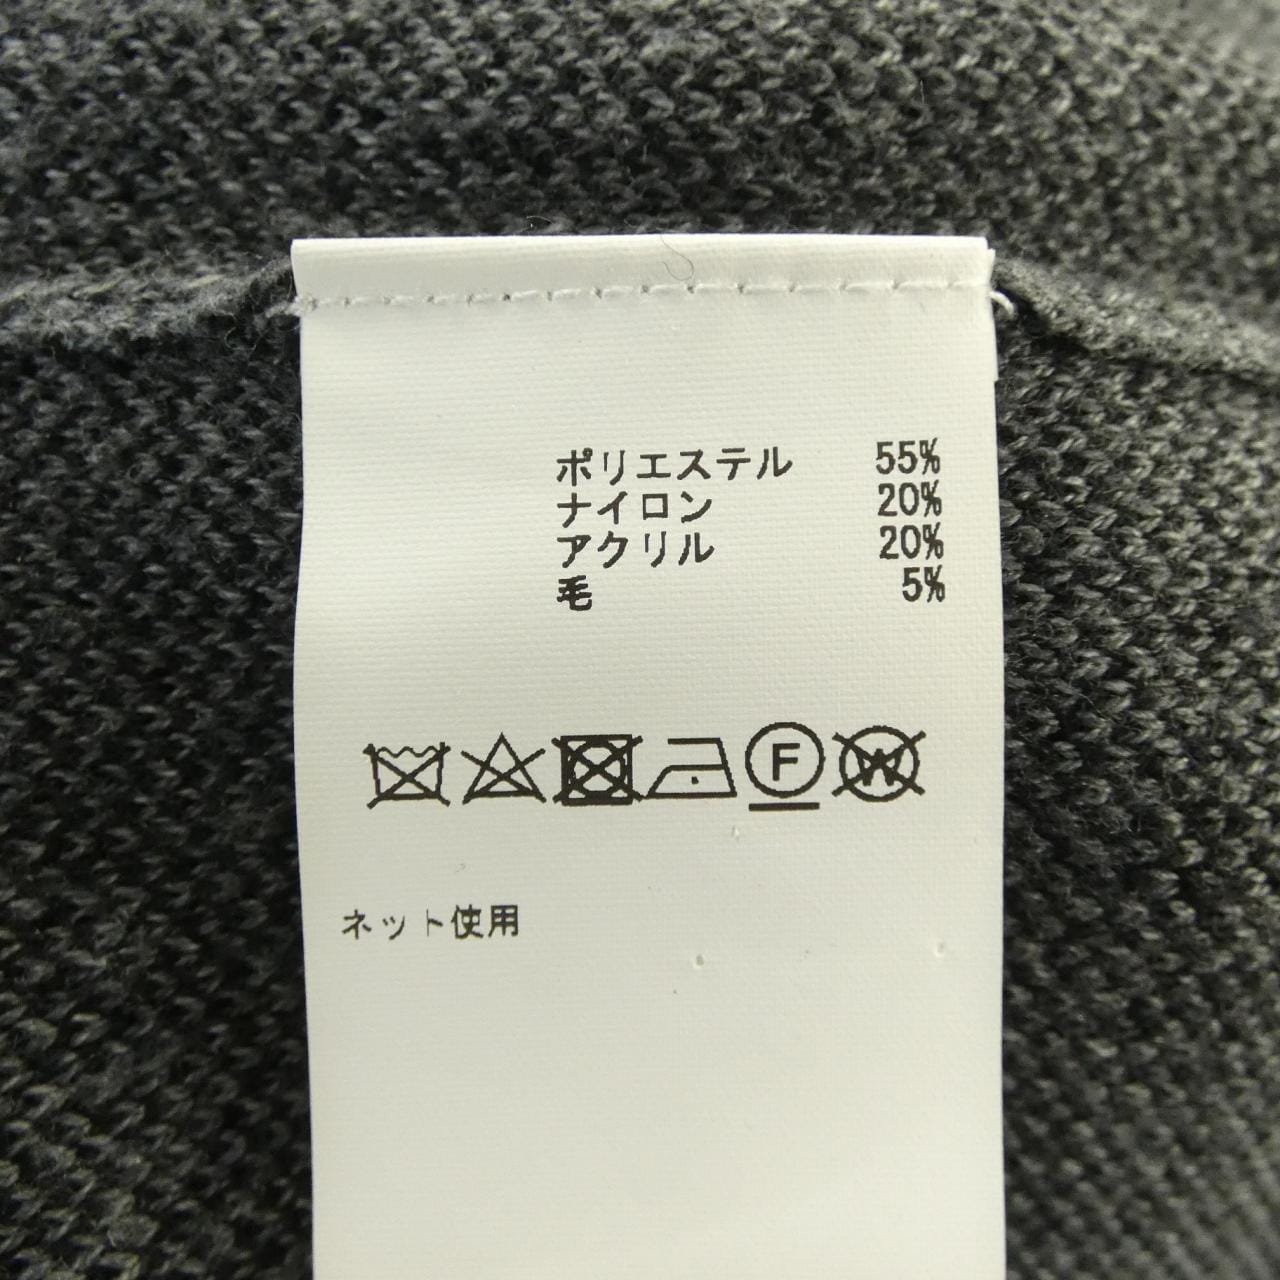 ポリエステル 55%
ナイロン 20%
アクリル 20%
毛 5%
F W
ネット使用